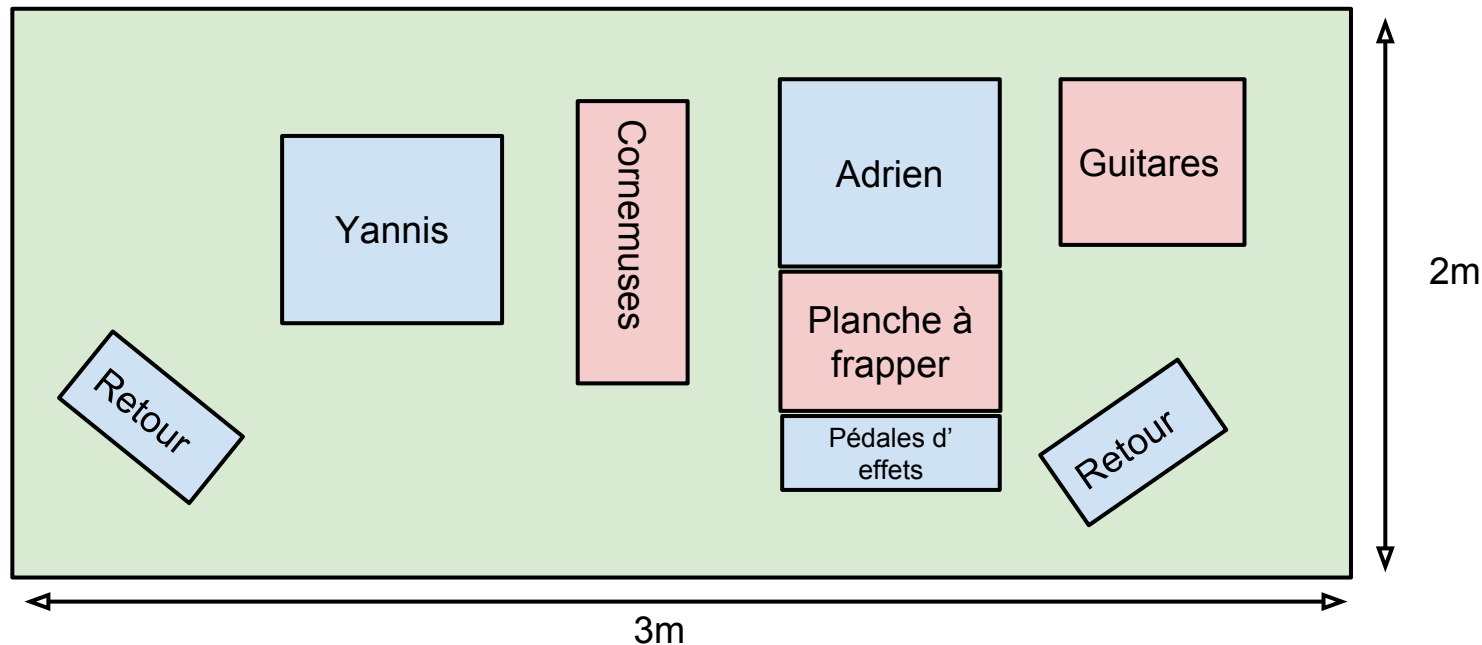 Yannis
Cornemuses
Adrien
Guitares
Planche à
frapper
Pédales d’
effets
Retour
Retour
2m
3m